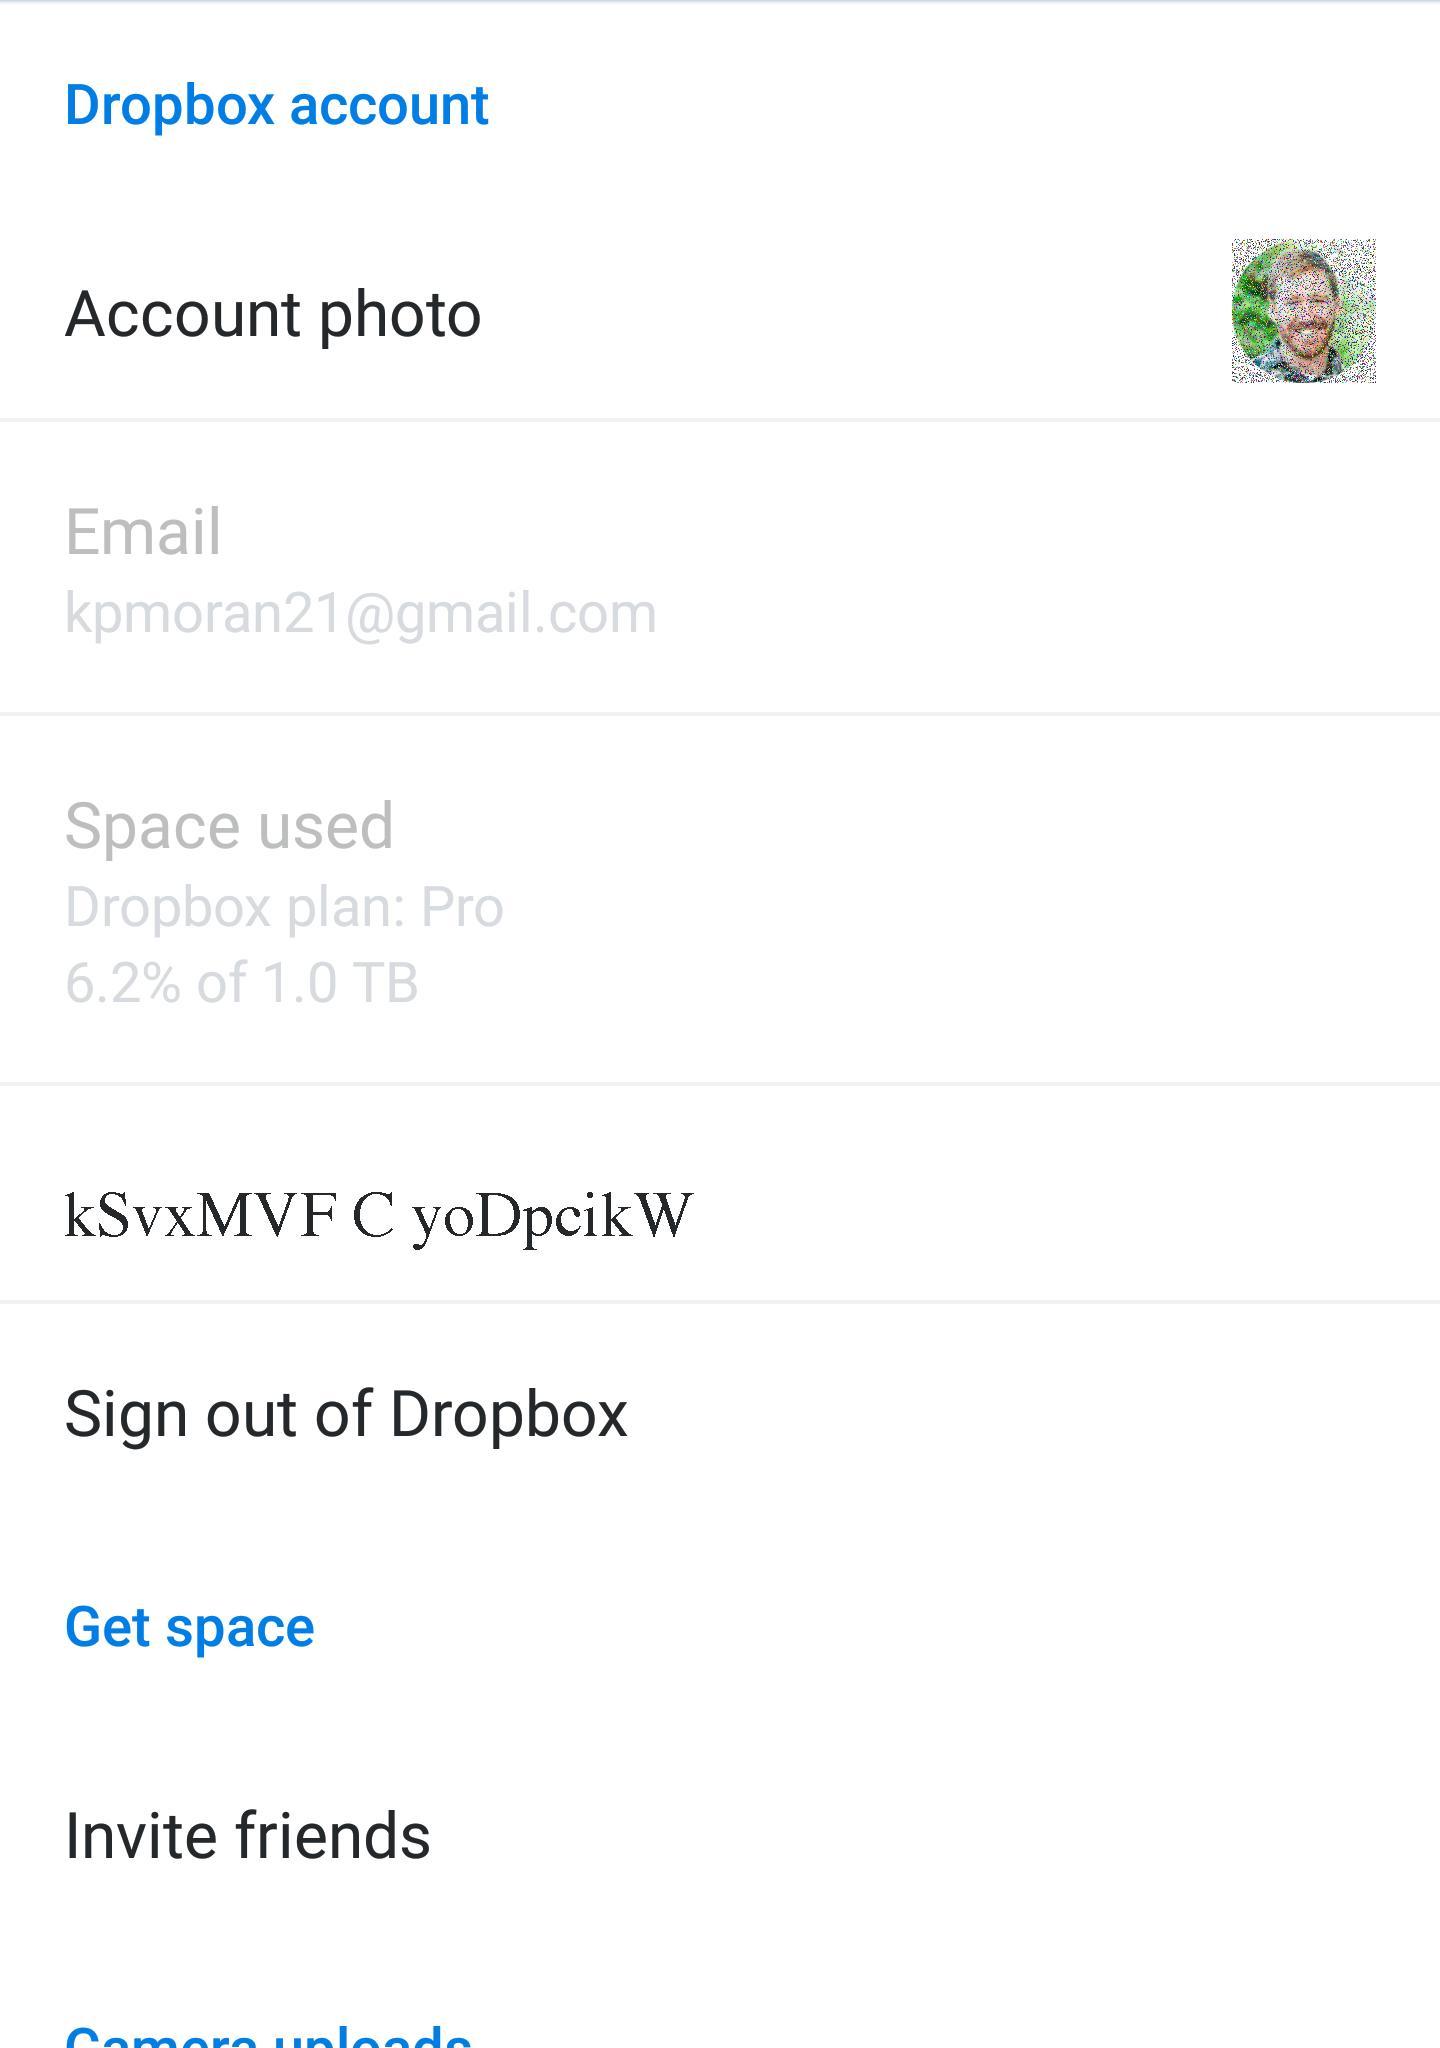 Dropbox account
Account photo
Email
kpmoran21@gmail.com
Space used
Dropbox plan: Pro
6.2% of 1.0 TB
kSvxMVF C yoDpcikW
Sign out of Dropbox
Get space
Invite friends
Camera uploads